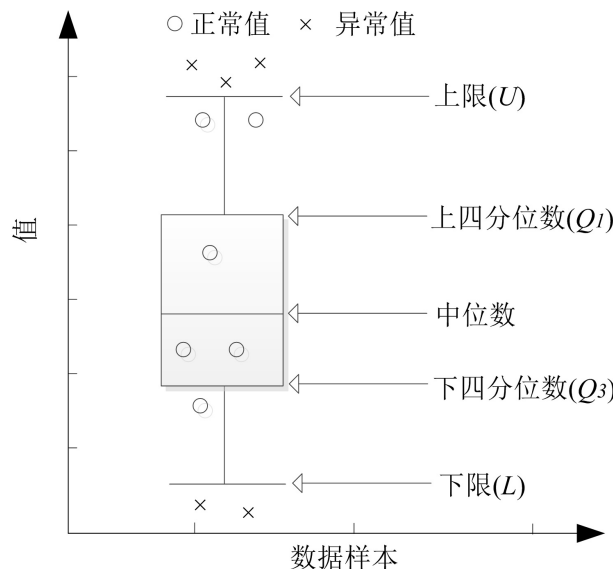 正常值 异常值
上限(U)
上四分位数(Q1)
值
中位数
下四分位数(Q3)
下限(L)
数据样本